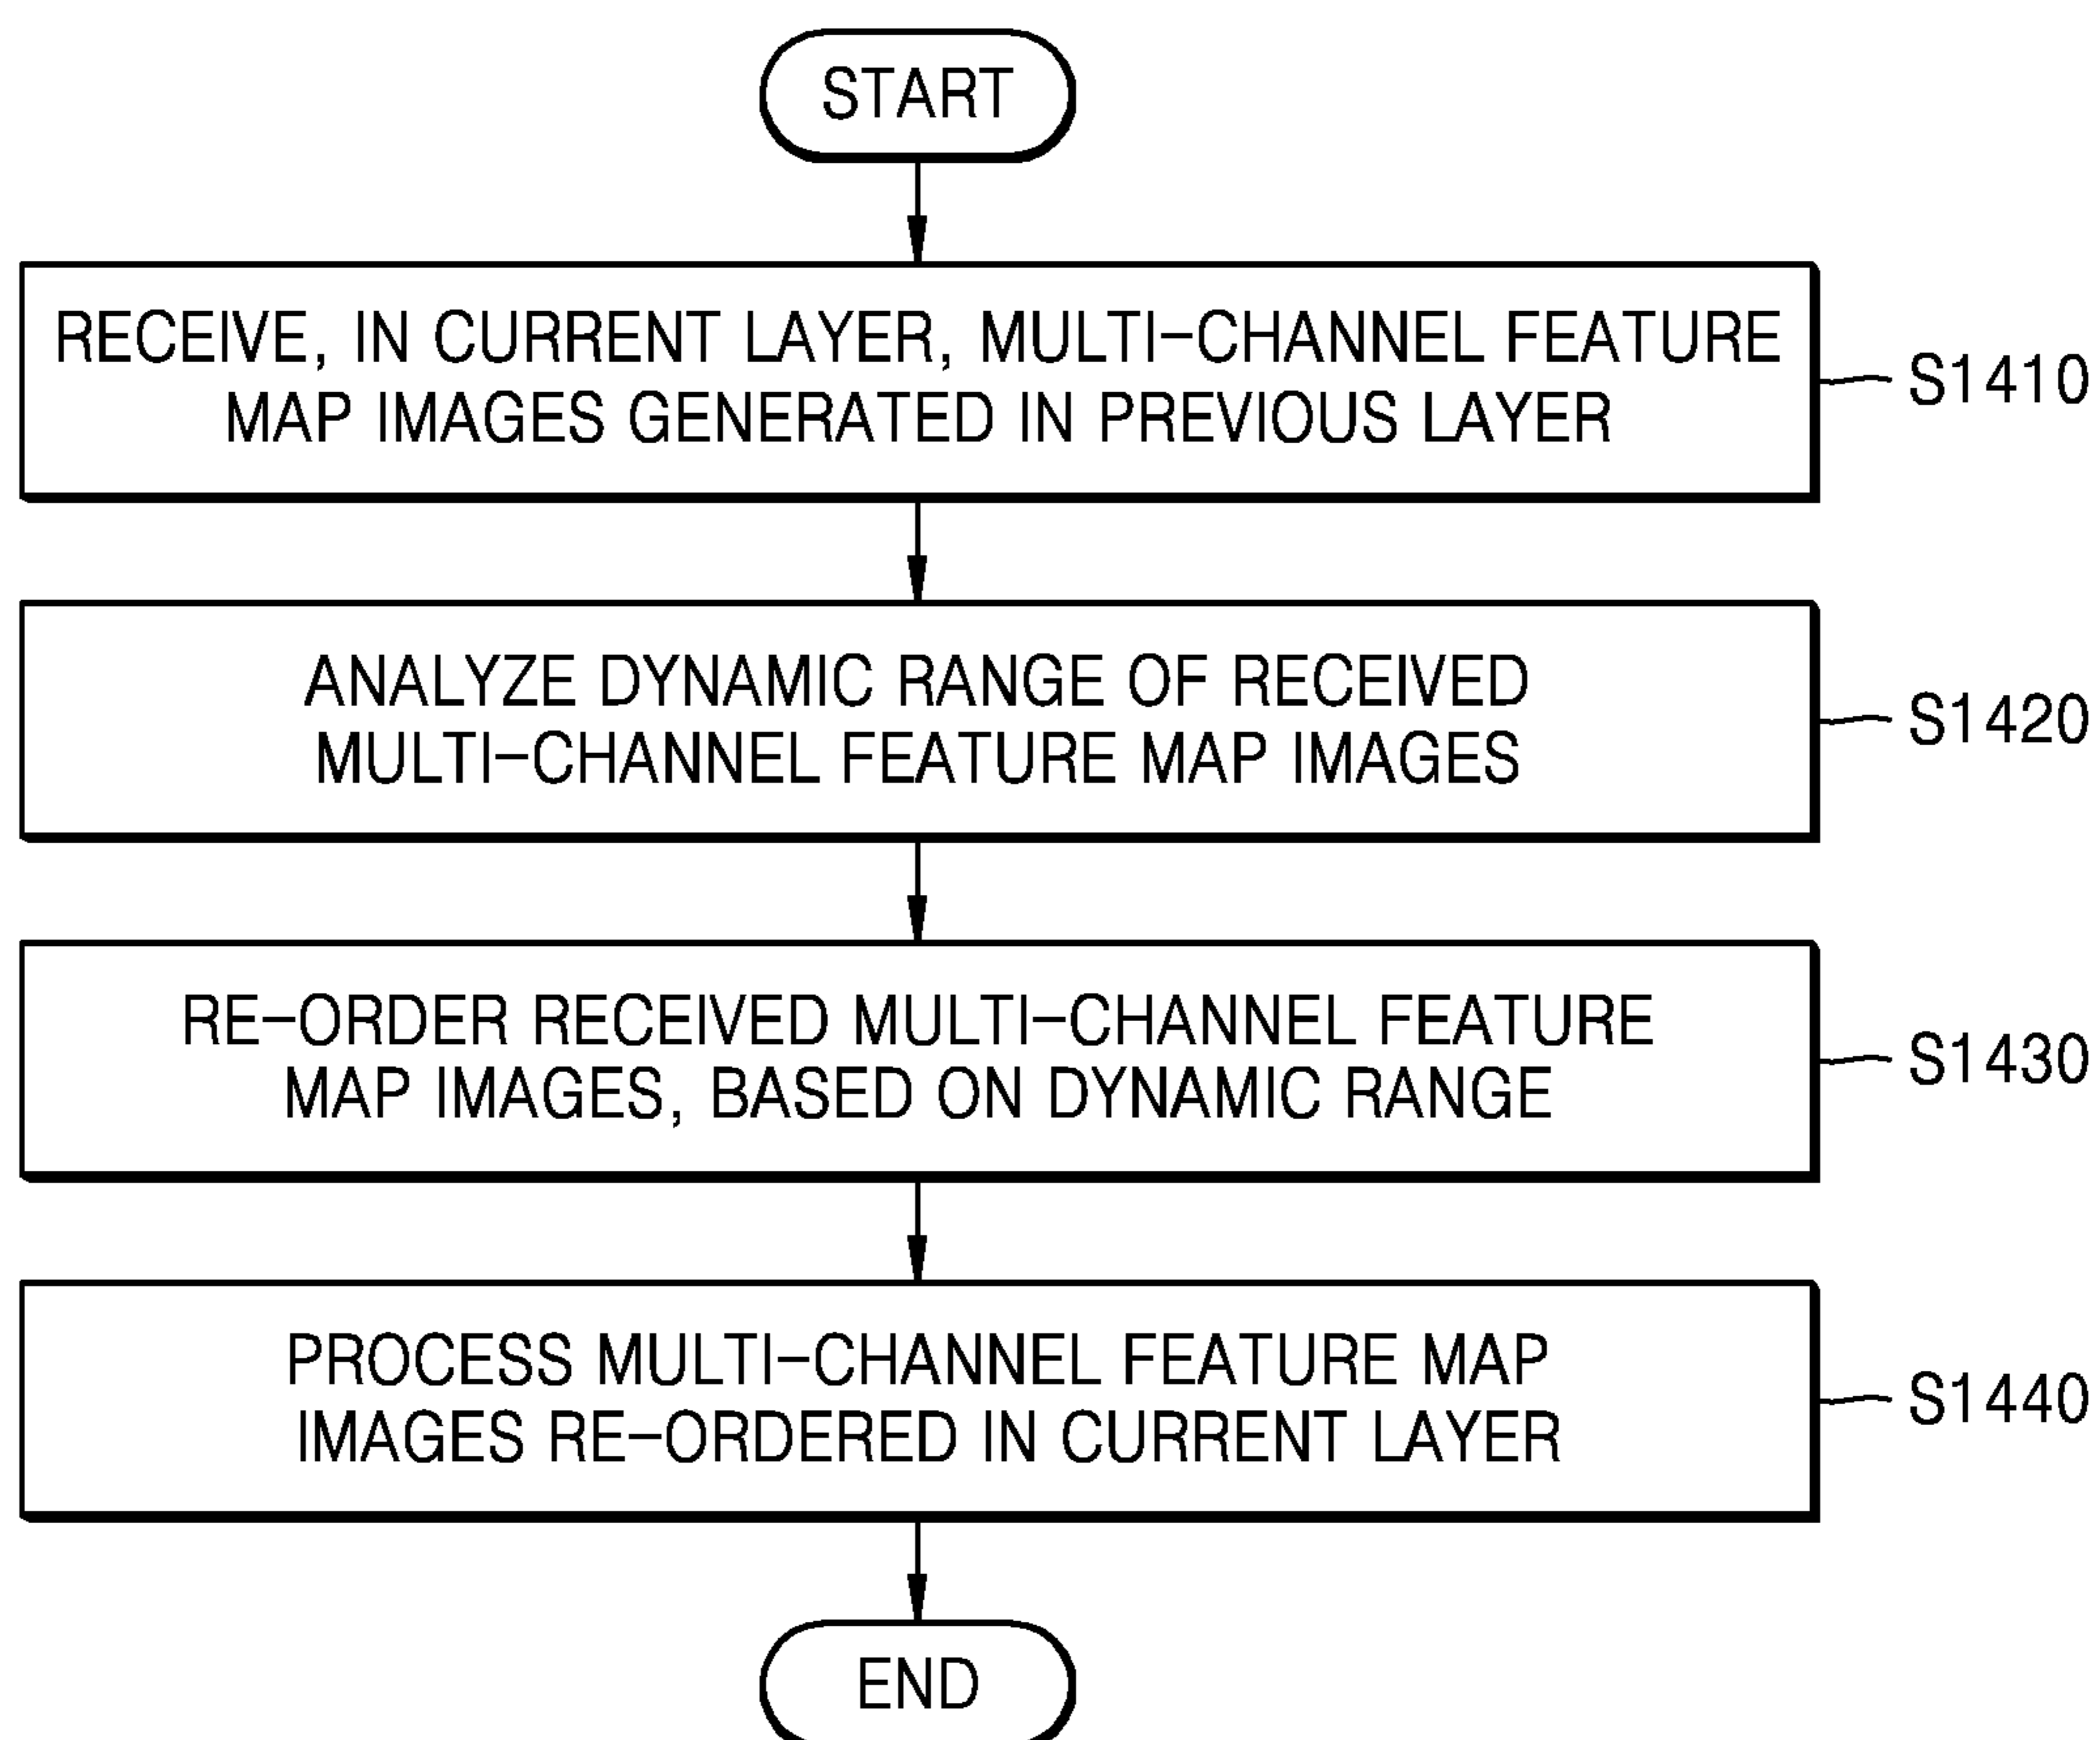 START
RECEIVE, IN CURRENT LAYER, MULTI-CHANNEL FEATURE
MAP IMAGES GENERATED IN PREVIOUS LAYER
S1410
ANALYZE DYNAMIC RANGE OF RECEIVED
MULTI-CHANNEL FEATURE MAP IMAGES
S1420
RE-ORDER RECEIVED MULTI-CHANNEL FEATURE
MAP IMAGES, BASED ON DYNAMIC RANGE
S1430
PROCESS MULTI-CHANNEL FEATURE MAP
IMAGES RE-ORDERED IN CURRENT LAYER
S1440
END